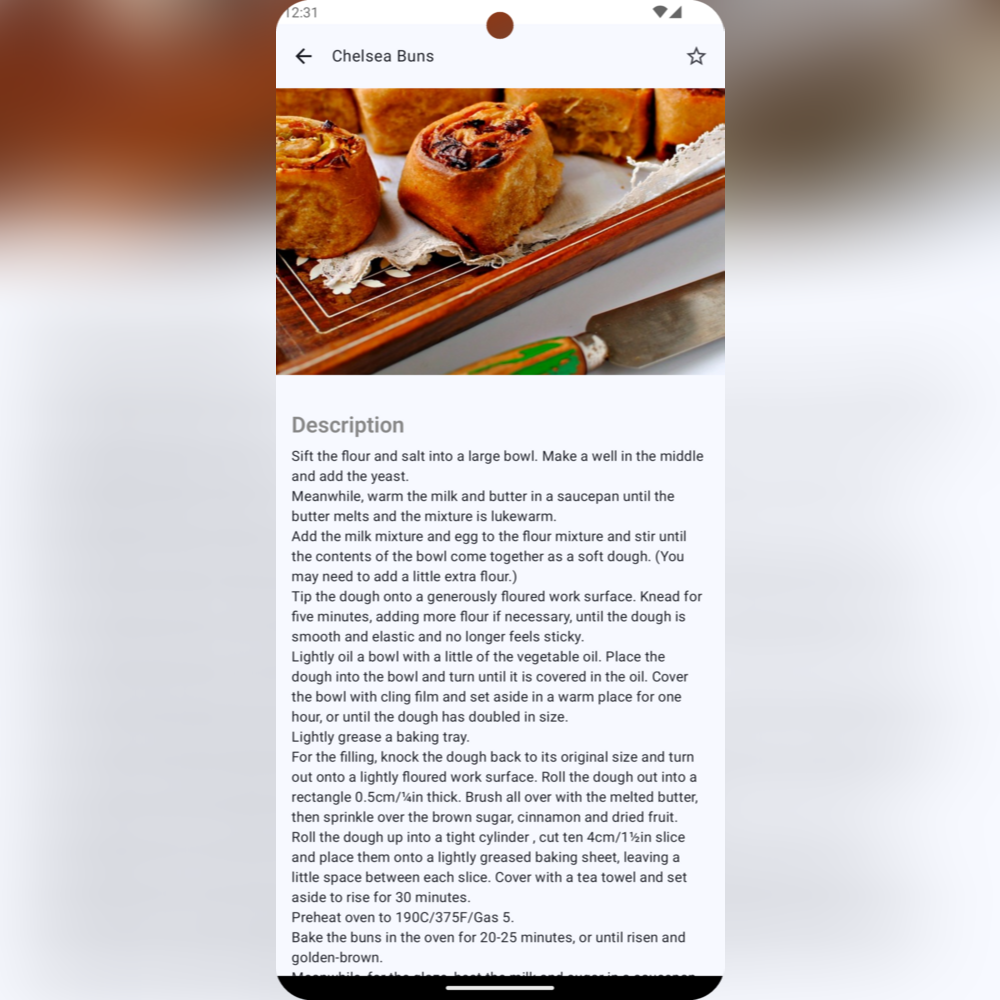 12:31
Chelsea Buns
Description
Sift the flour and salt into a large bowl. Make a well in the middle
and add the yeast.
Meanwhile, warm the milk and butter in a saucepan until the
butter melts and the mixture is lukewarm.
Add the milk mixture and egg to the flour mixture and stir until
the contents of the bowl come together as a soft dough. (You
may need to add a little extra flour.)
Tip the dough onto a generously floured work surface. Knead for
five minutes, adding more flour if necessary, until the dough is
smooth and elastic and no longer feels sticky.
Lightly oil a bowl with a little of the vegetable oil. Place the
dough into the bowl and turn until it is covered in the oil. Cover
the bowl with cling film and set aside in a warm place for one
hour, or until the dough has doubled in size.
Lightly grease a baking tray.
For the filling, knock the dough back to its original size and turn
out onto a lightly floured work surface. Roll the dough out into a
rectangle 0.5cm/¼in thick. Brush all over with the melted butter,
then sprinkle over the brown sugar, cinnamon and dried fruit.
Roll the dough up into a tight cylinder , cut ten 4cm/1½in slice
and place them onto a lightly greased baking sheet, leaving a
little space between each slice. Cover with a tea towel and set
aside to rise for 30 minutes.
Preheat oven to 190C/375F/Gas 5.
Bake the buns in the oven for 20-25 minutes, or until risen and
golden-brown.
Meanwhile, for the glaze, heat the milk and sugar in a saucepan